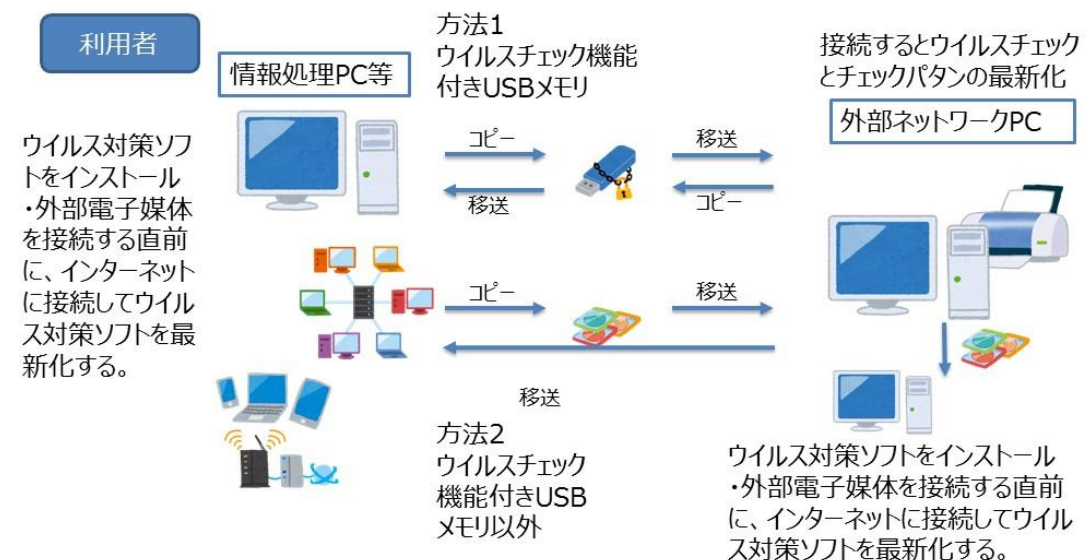 利用者
情報処理PC等
方法1
ウイルスチェック機能
付きUSBメモリ
接続するとウイルスチェック
とチェックパタンの最新化
外部ネットワークPC
ウイルス対策ソフ
トをインストール
・外部電子媒体
を接続する直前
に、インターネット
に接続してウイル
ス対策ソフトを最
新化する。
コピー
移送
移送
コピー
コピー
移送
移送
方法2
ウイルスチェック
機能付きUSB
メモリ以外
ウイルス対策ソフトをインストール
・外部電子媒体を接続する直前
に、インターネットに接続してウイル
ス対策ソフトを最新化する。